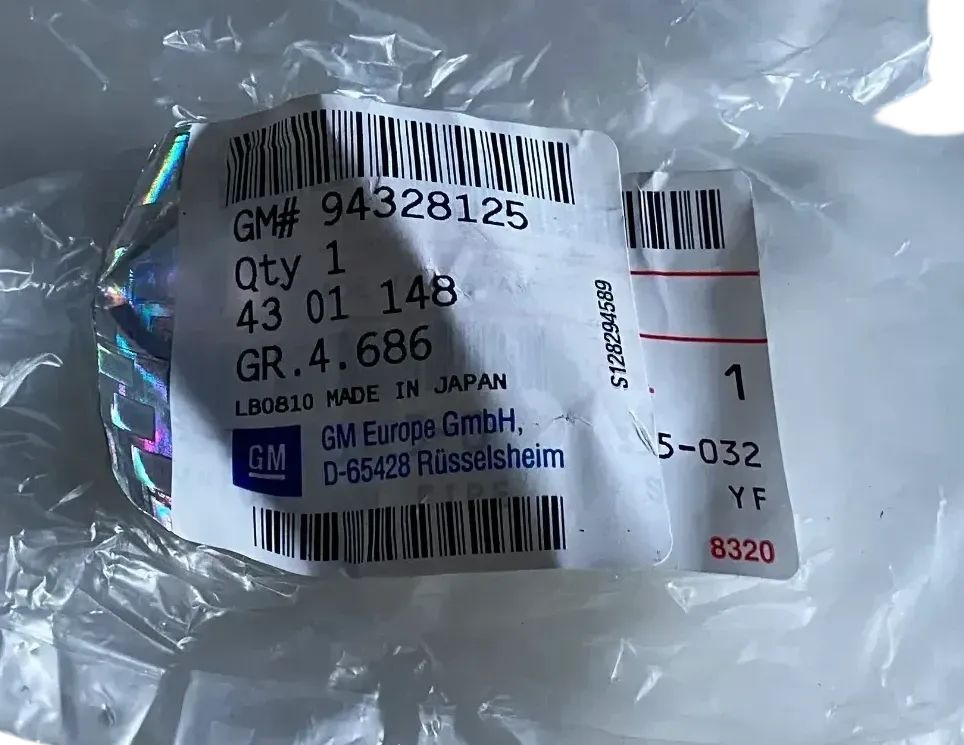 GM# 94328125
Qty 1
43 01 148
GR.4.686
LB0810 MADE IN JAPAN
GM
GM Europe GmbH,
D-65428 Rüsselsheim
S128294589
1
5-032
YF
8320